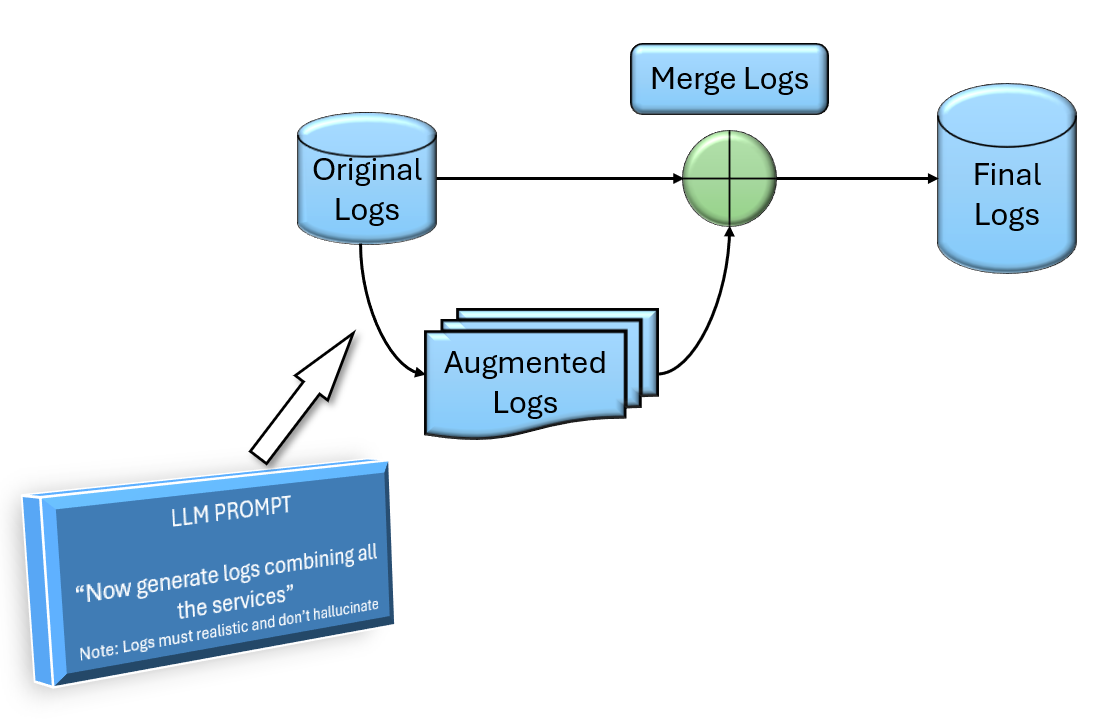 Merge Logs
Original
Logs
Final
Logs
Augmented
Logs
LLM PROMPT
“Now generate logs combining all
the services”
Note: Logs must realistic and don’t hallucinate